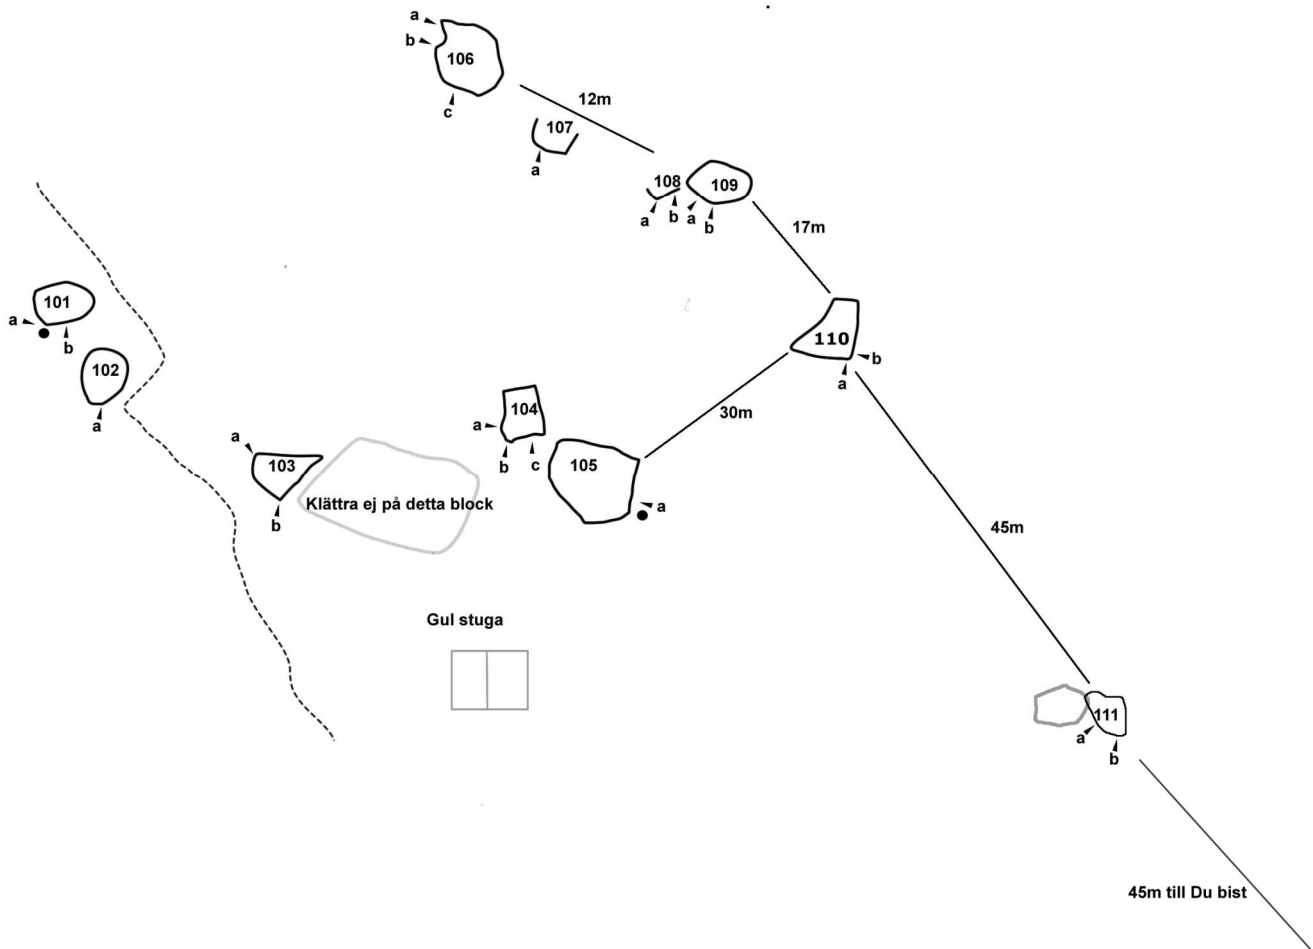 a
b
106
c
12m
107
a
108
109
a
b
a
b
17m
101
a
b
102
a
110
b
a
30m
104
a
b
c
a
103
b
105
a
Klättra ej på detta block
45m
Gul stuga
111
a
b
45m till Du bist